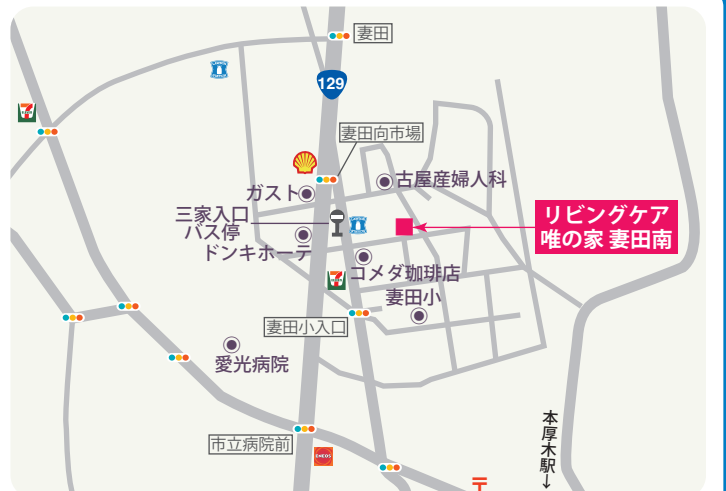 妻田
129
妻田向市場
古屋産婦人科
ガスト
三家入口
バス停
ドンキホーテ
リビングケア
唯の家 妻田南
コメダ珈琲店
妻田小
妻田小入口
愛光病院
市立病院前
ENEOS
本厚木駅↓